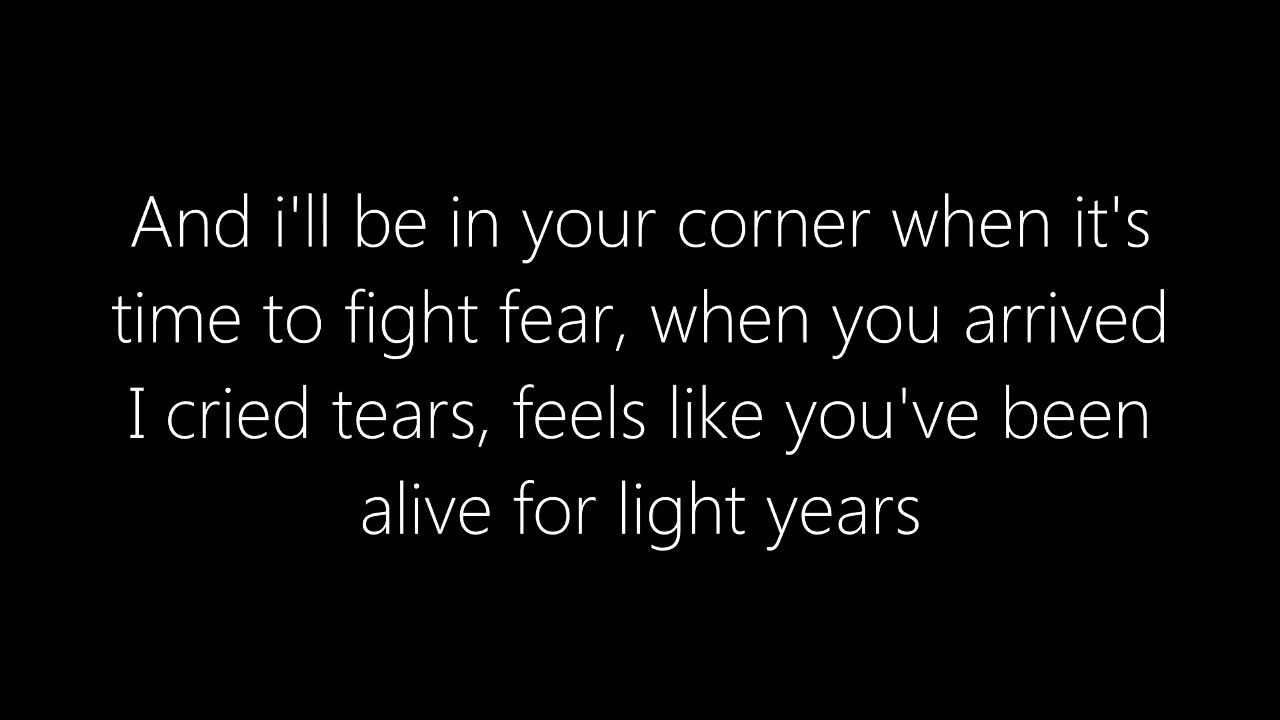 And i'll be in your corner when it's
time to fight fear, when you arrived
I cried tears, feels like you've been
alive for light years